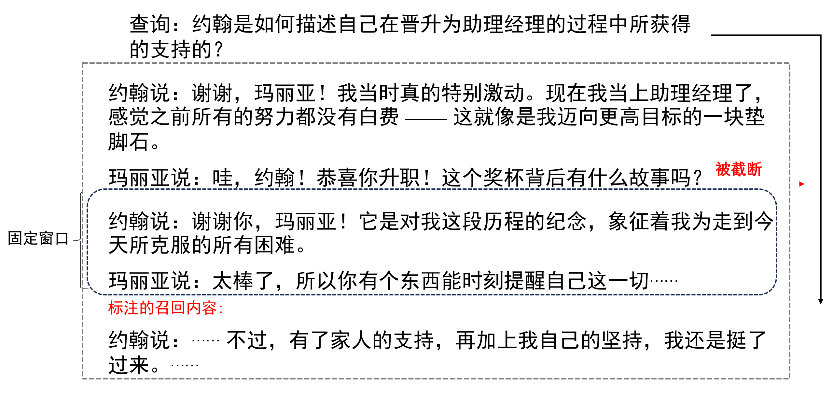 查询：约翰是如何描述自己在晋升为助理经理的过程中所获得
的支持的？
约翰说：谢谢，玛丽亚！我当时真的特别激动。现在我当上助理经理了，
感觉之前所有的努力都没有白费 —— 这就像是我迈向更高目标的一块垫
脚石。
玛丽亚说：哇，约翰！恭喜你升职！这个奖杯背后有什么故事吗？
被截断
固定窗口
约翰说：谢谢你，玛丽亚！它是对我这段历程的纪念，象征着我为走到今
天所克服的所有困难。
玛丽亚说：太棒了，所以你有个东西能时刻提醒自己这一切……
标注的召回内容：
约翰说：…… 不过，有了家人的支持，再加上我自己的坚持，我还是挺了
过来。……